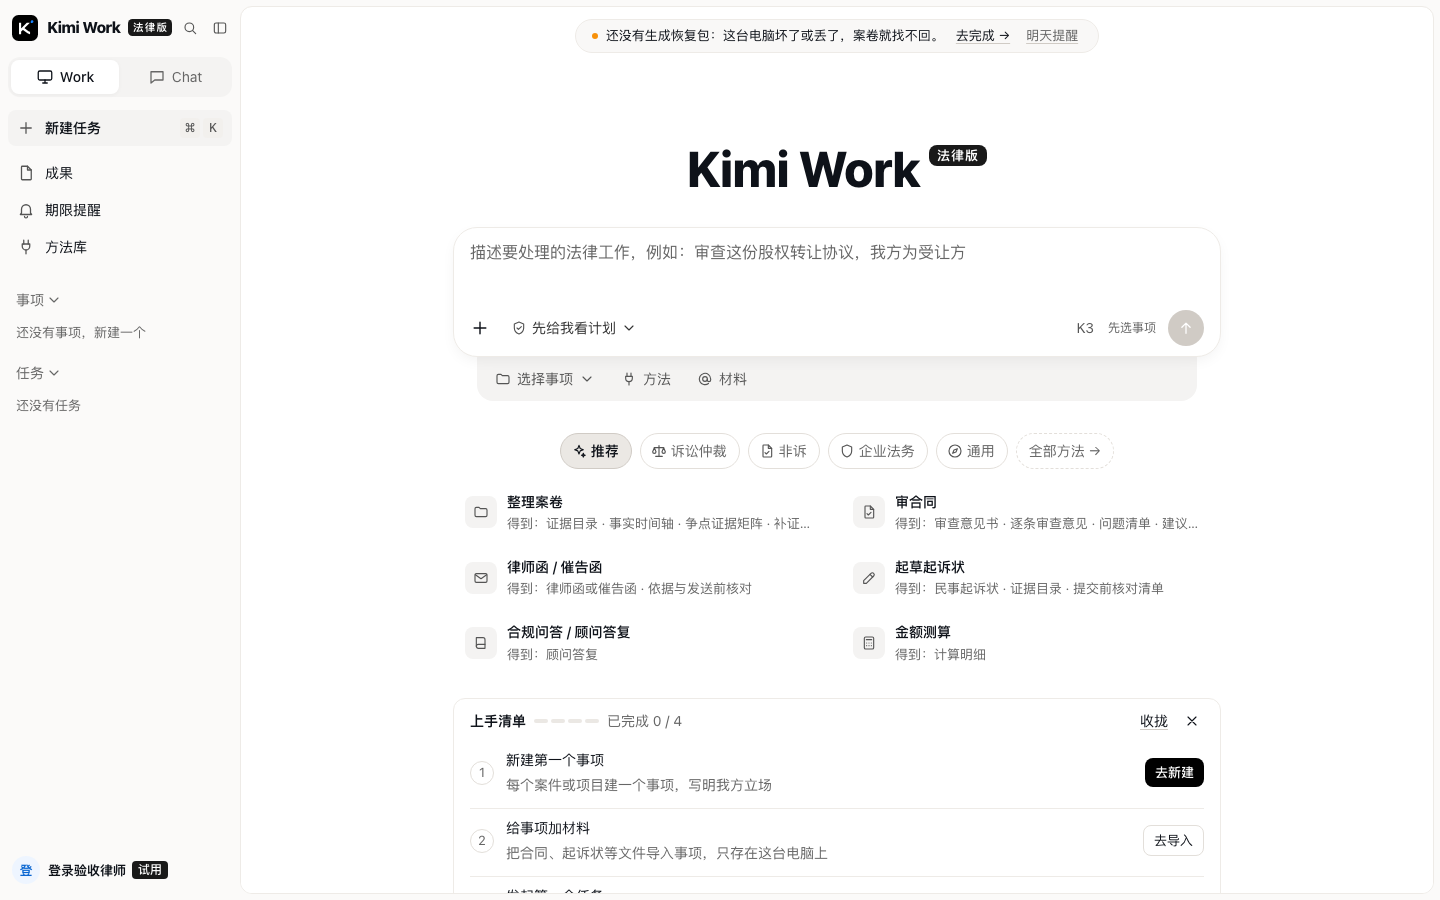 Kimi Work 法律版
Work
Chat
新建任务 ⌘ K
成果
期限提醒
方法库
事项
还没有事项，新建一个
任务
还没有任务
登 登录验收律师 试用
还没有生成恢复包：这台电脑坏了或丢了，案卷就找不回。 去完成 → 明天提醒
Kimi Work 法律版
描述要处理的法律工作，例如：审查这份股权转让协议，我方为受让方
先给我看计划
K3 先选事项
选择事项 方法 材料
推荐 诉讼仲裁 非诉 企业法务 通用 全部方法 →
整理案卷
得到：证据目录 · 事实时间轴 · 争点证据矩阵 · 补证...
审合同
得到：审查意见书 · 逐条审查意见 · 问题清单 · 建议...
律师函 / 催告函
得到：律师函或催告函 · 依据与发送前核对
起草起诉状
得到：民事起诉状 · 证据目录 · 提交前核对清单
合规问答 / 顾问答复
得到：顾问答复
金额测算
得到：计算明细
上手清单 已完成 0 / 4 收拢
1 新建第一个事项
每个案件或项目建一个事项，写明我方立场
去新建
2 给事项加材料
把合同、起诉状等文件导入事项，只存在这台电脑上
去导入